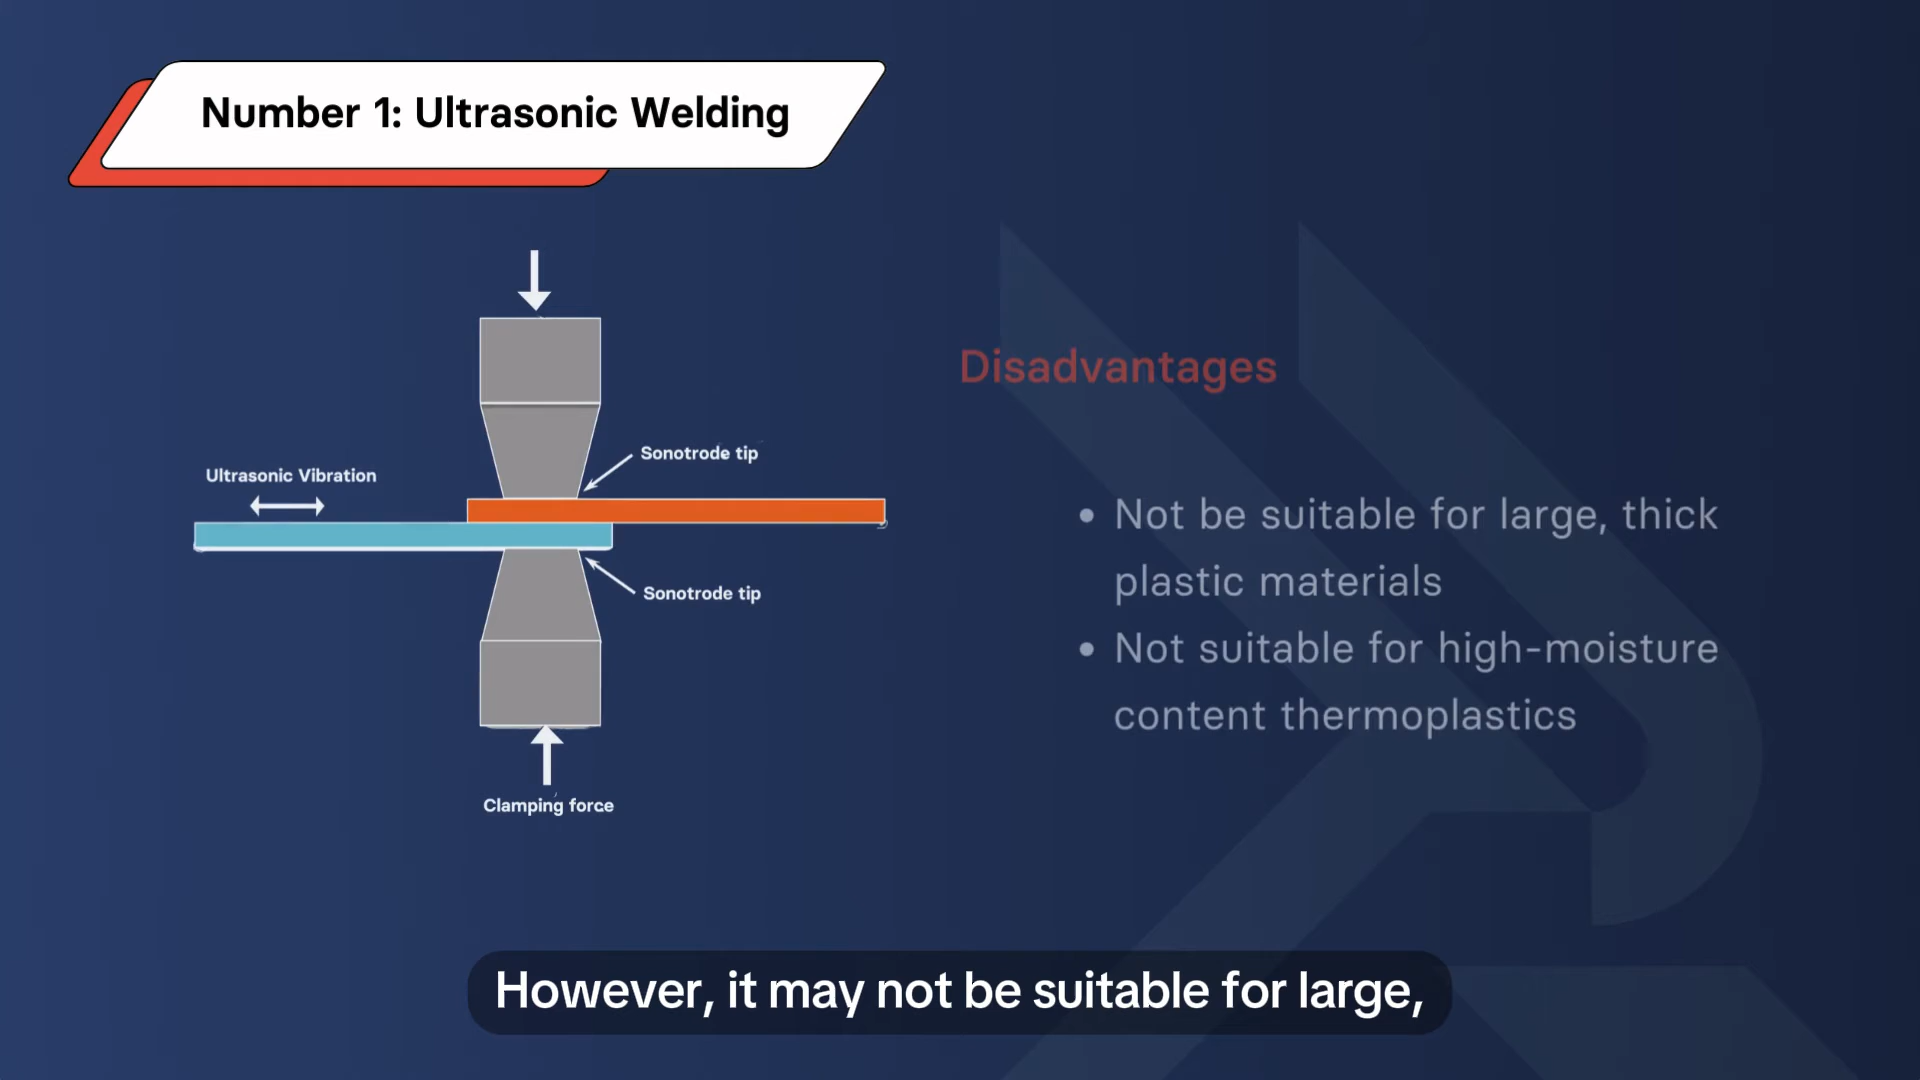 Number 1: Ultrasonic Welding
Disadvantages
Sonotrode tip
Ultrasonic Vibration
• Not be suitable for large, thick
plastic materials
Sonotrode tip
• Not suitable for high-moisture
content thermoplastics
Clamping force
However, it may not be suitable for large,